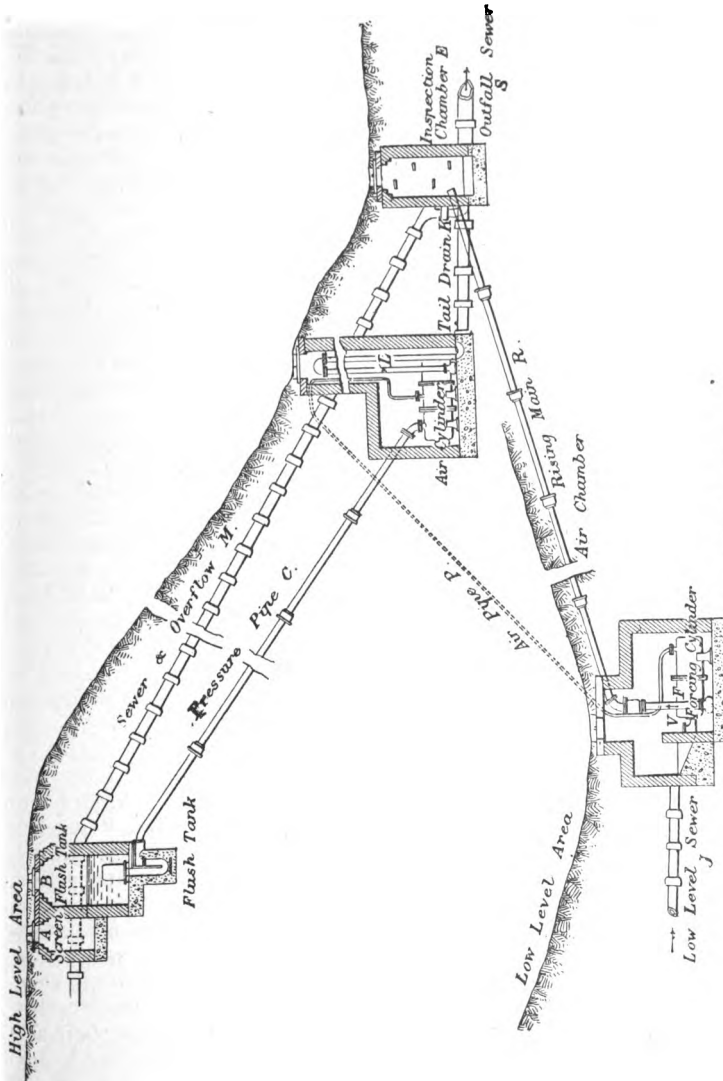 High Level Area
A B
Screen Flush Tank
Flush Tank
Sewer & Overflow M.
Pressure Pipe C.
Air Cylinder
L
Tail Drain K
Inspection
Chamber E
Outfall Sewer
S
Air Pipe D.
Rising Main R.
Air Chamber
Low Level Area
V F
Forcing Cylinder
Low Level Sewer
J